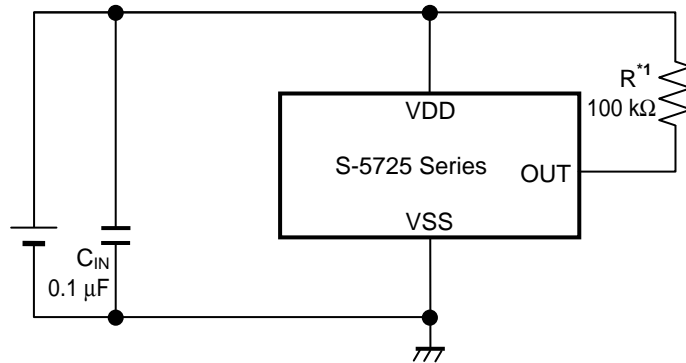 R*1
100 kΩ
VDD
S-5725 Series
OUT
VSS
CIN
0.1 μF